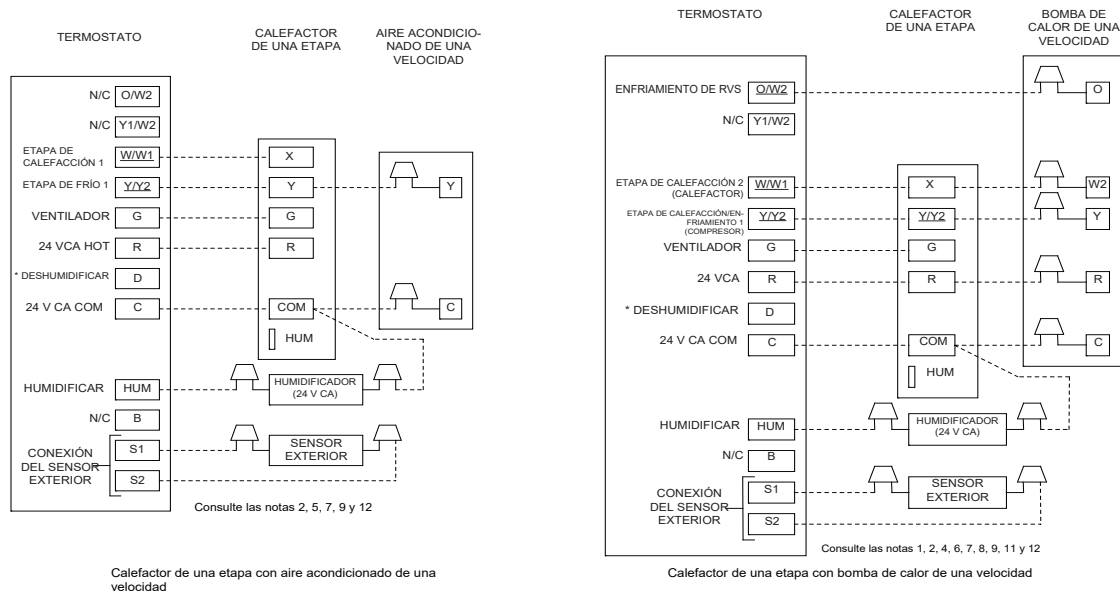 TERMOSTATO
CALEFACTOR
DE UNA ETAPA
AIRE ACONDICIO-
NADO DE UNA
VELOCIDAD
N/C O/W2
N/C Y1/W2
ETAPA DE
CALEFACCIÓN 1
W/W1
X
ETAPA DE FRÍO 1
Y/Y2
Y
Y
VENTILADOR
G
G
24 VCA HOT
R
R
* DESHUMIDIFICAR
D
24 V CA COM
C
COM
C
HUM
HUMIDIFICAR
HUM
HUMIDIFICADOR
(24 V CA)
N/C B
CONEXIÓN
DEL SENSOR
EXTERIOR
S1
S2
SENSOR
EXTERIOR
Consulte las notas 2, 5, 7, 9 y 12
Calefactor de una etapa con aire acondicionado de una
velocidad
TERMOSTATO
CALEFACTOR
DE UNA ETAPA
BOMBA DE
CALOR DE UNA
VELOCIDAD
ENFRIAMIENTO DE RVS
O/W2
O
N/C Y1/W2
ETAPA DE CALEFACCIÓN 2
(CALEFACTOR)
W/W1
X
W2
ETAPA DE CALEFACCIÓN/EN-
FRIAMIENTO 1
(COMPRESOR)
Y/Y2
Y/Y2
Y
VENTILADOR
G
G
24 VCA
R
R
R
* DESHUMIDIFICAR
D
24 V CA COM
C
COM
C
HUM
HUMIDIFICAR
HUM
HUMIDIFICADOR
(24 V CA)
N/C B
CONEXIÓN
DEL SENSOR
EXTERIOR
S1
S2
SENSOR
EXTERIOR
Consulte las notas 1, 2, 4, 6, 7, 8, 9, 11 y 12
Calefactor de una etapa con bomba de calor de una velocidad